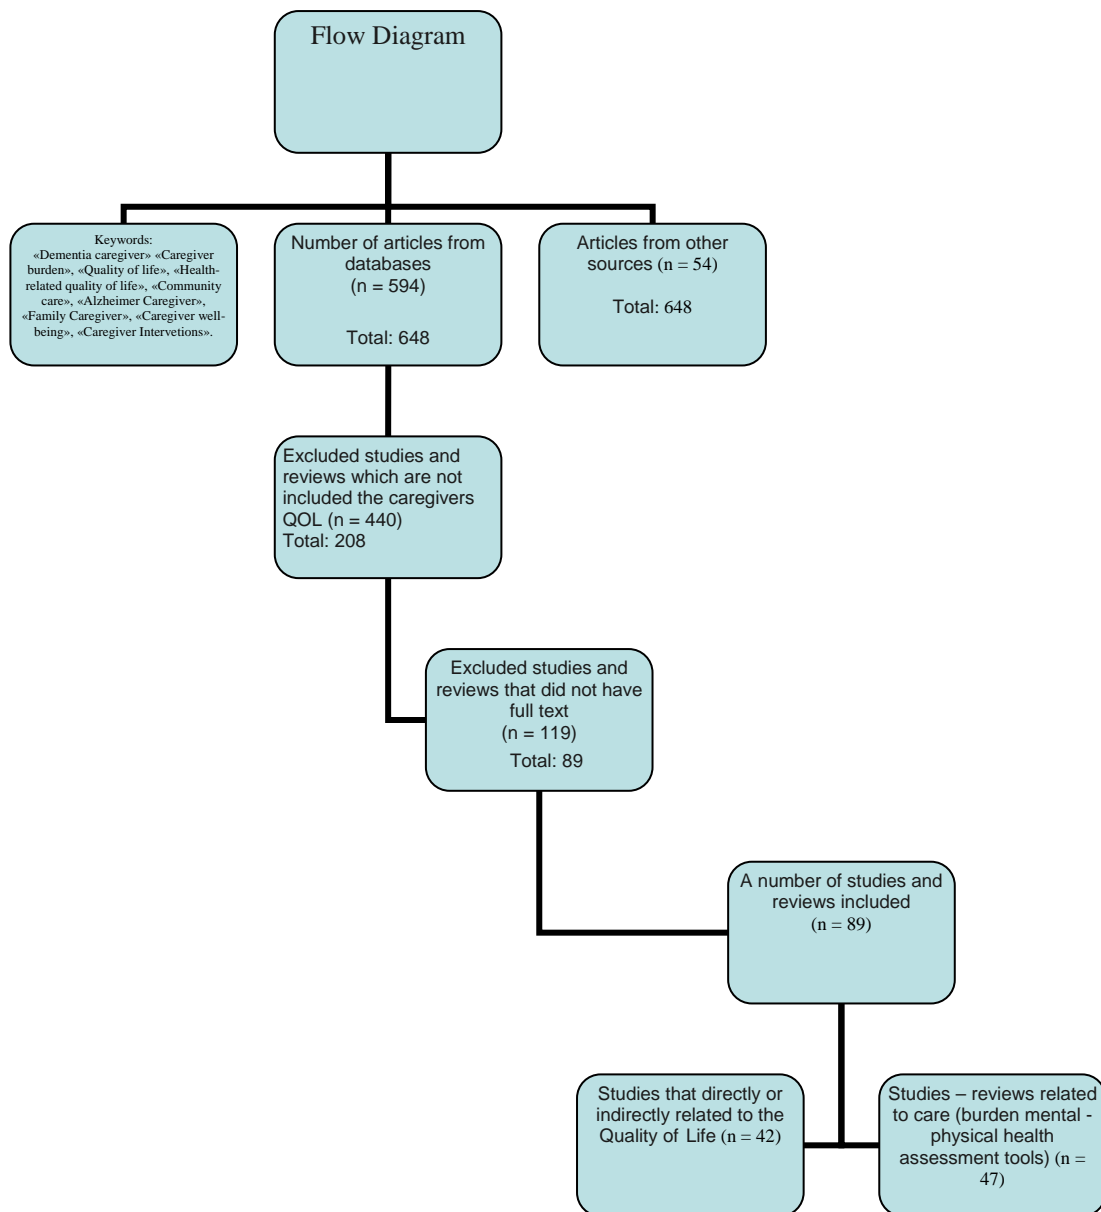 Flow Diagram
Keywords:
«Dementia caregiver» «Caregiver
burden», «Quality of life», «Health-
related quality of life», «Community
care», «Alzheimer Caregiver»,
«Family Caregiver», «Caregiver well-
being», «Caregiver Intervetions».
Number of articles from
databases
(n = 594)
Total: 648
Articles from other
sources (n = 54)
Total: 648
Excluded studies and
reviews which are not
included the caregivers
QOL (n = 440)
Total: 208
Excluded studies and
reviews that did not have
full text
(n = 119)
Total: 89
A number of studies and
reviews included
(n = 89)
Studies that directly or
indirectly related to the
Quality of Life (n = 42)
Studies – reviews related
to care (burden mental -
physical health
assessment tools) (n =
47)